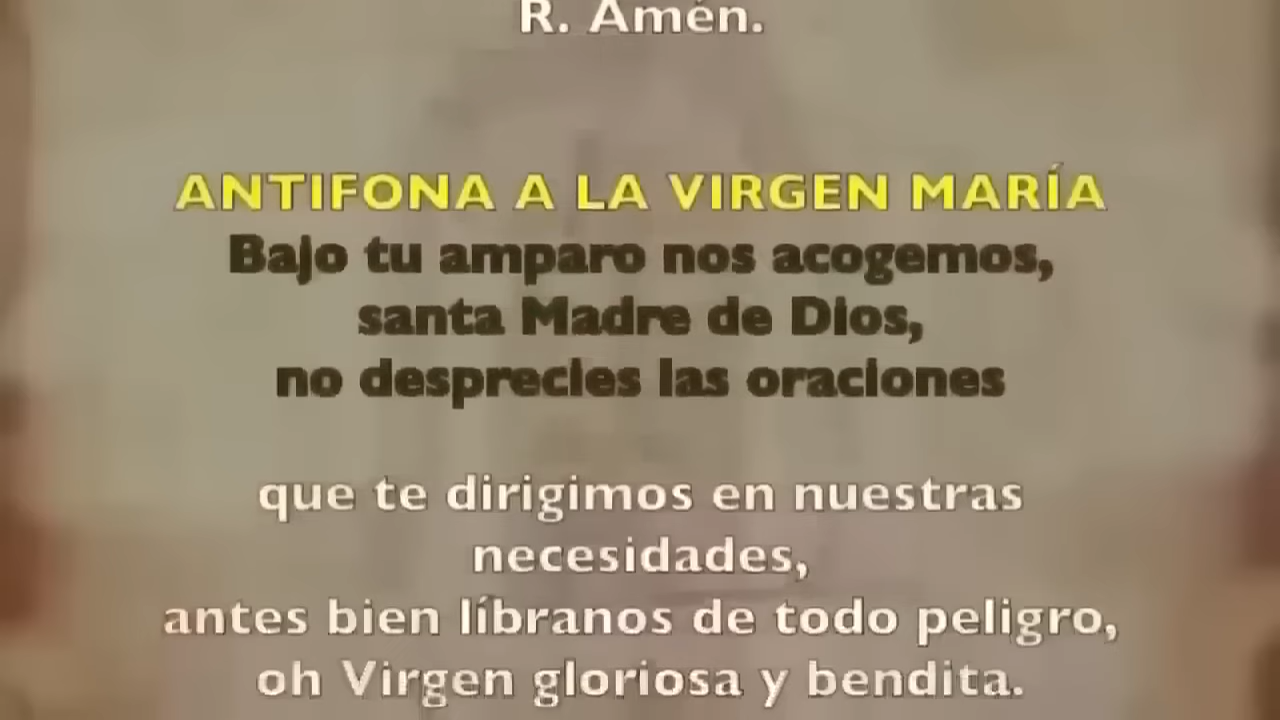 R. Amén.
ANTIFONA A LA VIRGEN MARÍA
Bajo tu amparo nos acogemos,
santa Madre de Dios,
no desprecies las oraciones
que te dirigimos en nuestras
necesidades,
antes bien líbranos de todo peligro,
oh Virgen gloriosa y bendita.